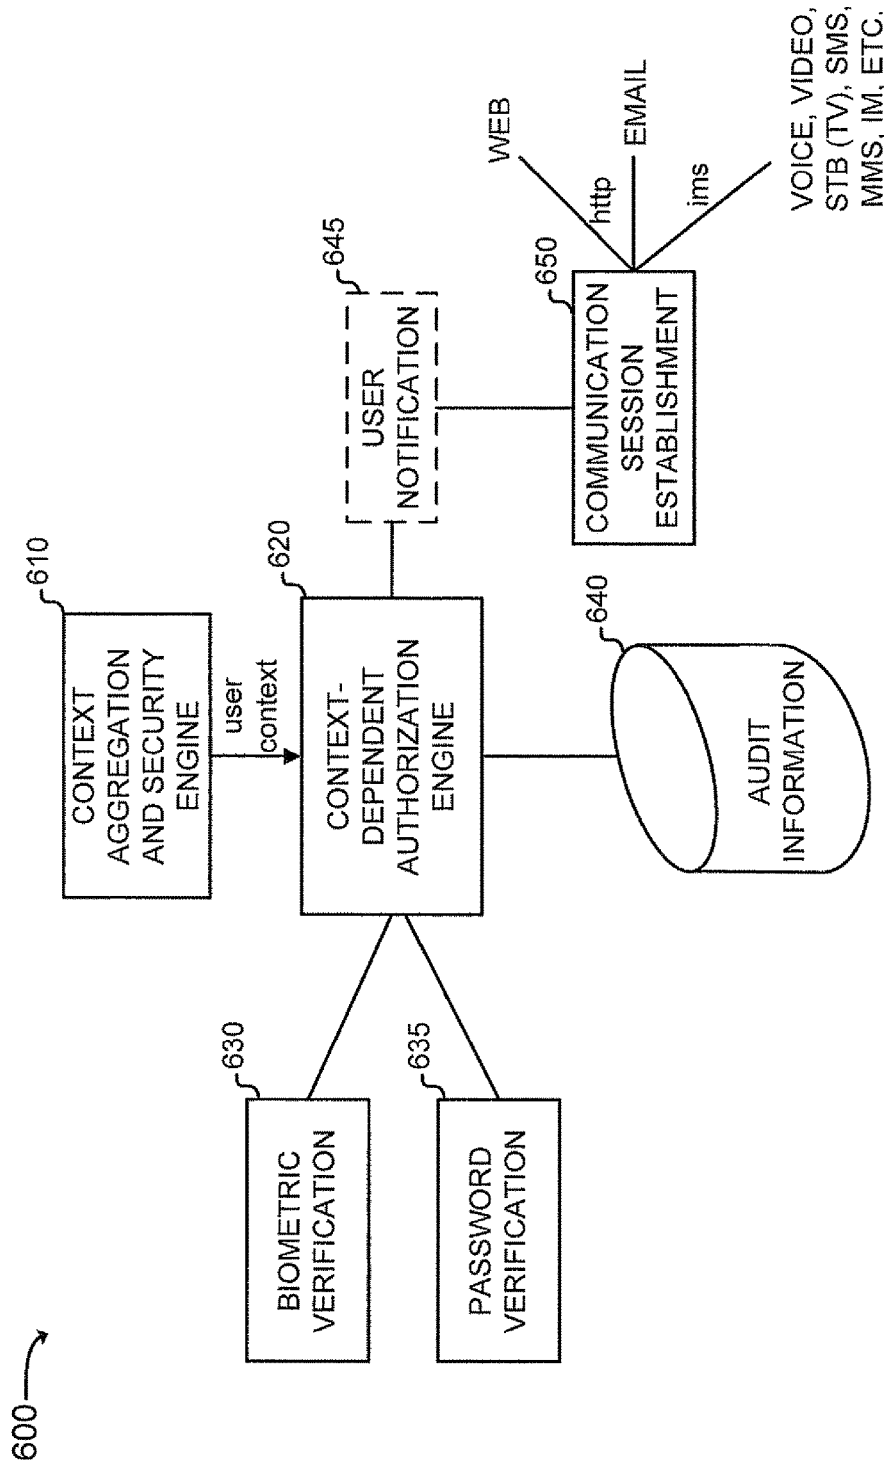 600
610
CONTEXT
AGGREGATION
AND SECURITY
ENGINE
user
context
620
CONTEXT-
DEPENDENT
AUTHORIZATION
ENGINE
630
BIOMETRIC
VERIFICATION
635
PASSWORD
VERIFICATION
645
USER
NOTIFICATION
640
AUDIT
INFORMATION
650
COMMUNICATION
SESSION
ESTABLISHMENT
WEB
http
EMAIL
ims
VOICE, VIDEO,
STB (TV), SMS,
MMS, IM, ETC.